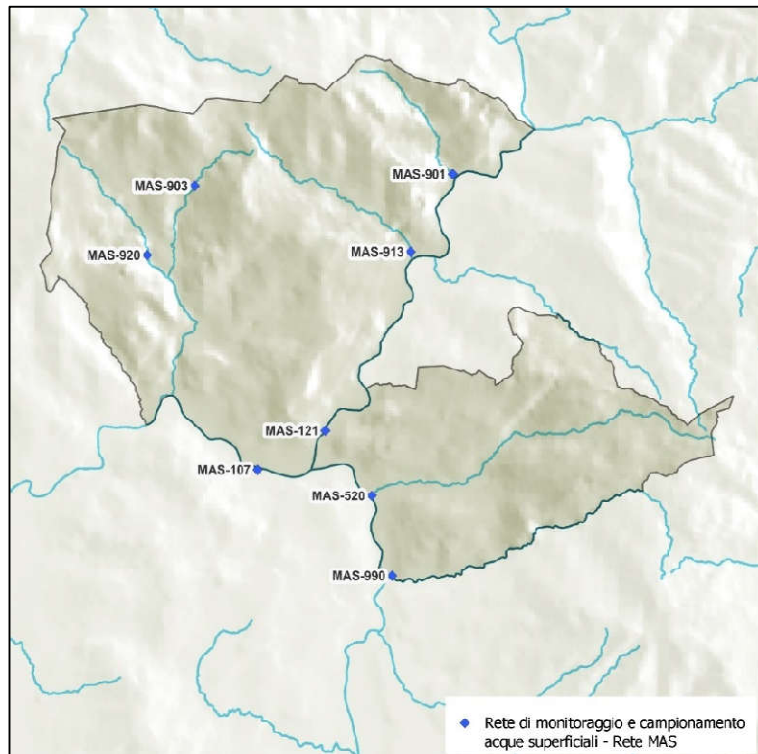 MAS-901
MAS-903
MAS-913
MAS-920
MAS-121
MAS-107
MAS-520
MAS-990
Rete di monitoraggio e campionamento
acque superficiali - Rete MAS